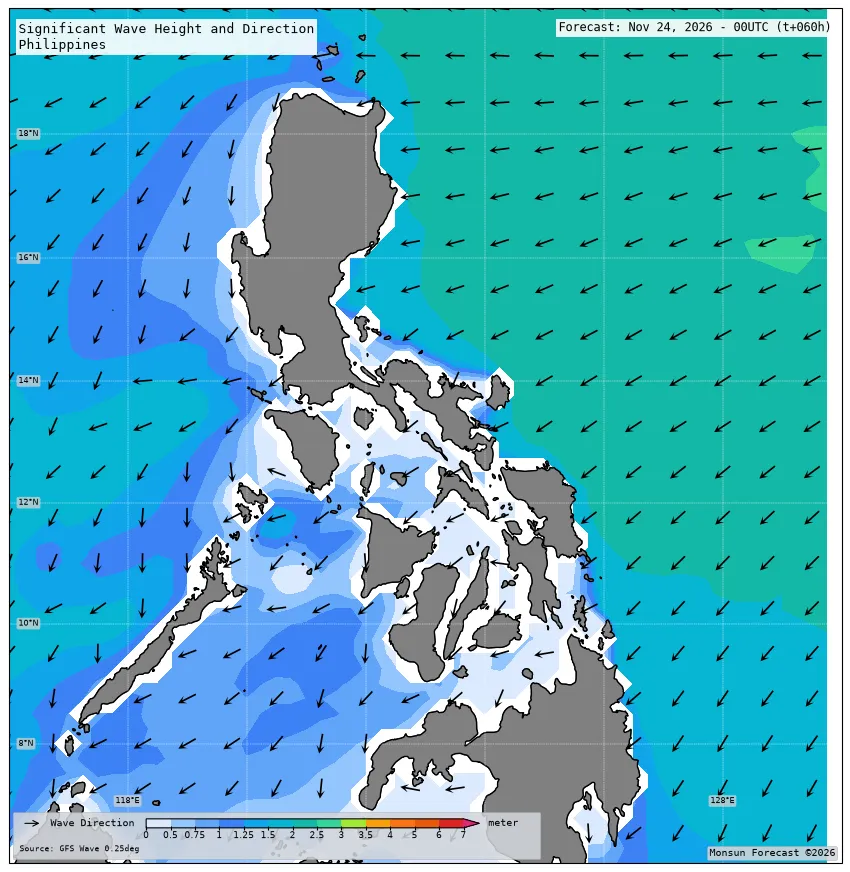 Significant Wave Height and Direction
Philippines
Forecast: Nov 24, 2026 - 00UTC (t+060h)
18°N
16°N
14°N
12°N
10°N
8°N
118°E
128°E
Wave Direction
0 0.5 0.75 1 1.25 1.5 2 2.5 3 3.5 4 5 6 7
meter
Source: GFS Wave 0.25deg
Monsun Forecast ©2026